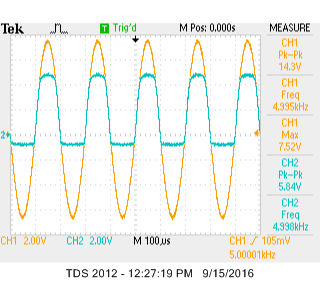 Tek T Trig'd M Pos: 0.000s MEASURE
CH1
Pk-Pk
14.3V
CH1
Freq
4.995kHz
CH1
Max
7.52V
2
CH2
Pk-Pk
5.84V
CH2
Freq
4.998kHz
CH1 2.00V CH2 2.00V M 100µs CH1 / 105mV
5.00001kHz
TDS 2012 - 12:27:19 PM 9/15/2016